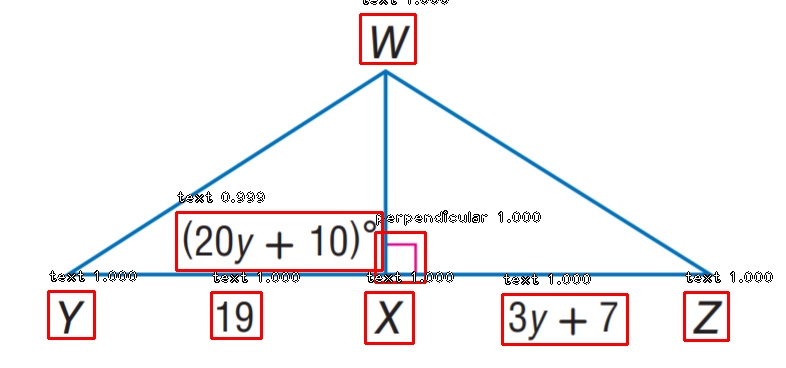 text 1.000
W
text 0.999
(20y + 10)°
perpendicular 1.000
text 1.000
text 1.000
text 1.000
text 1.000
text 1.000
Y
19
X
3y + 7
Z